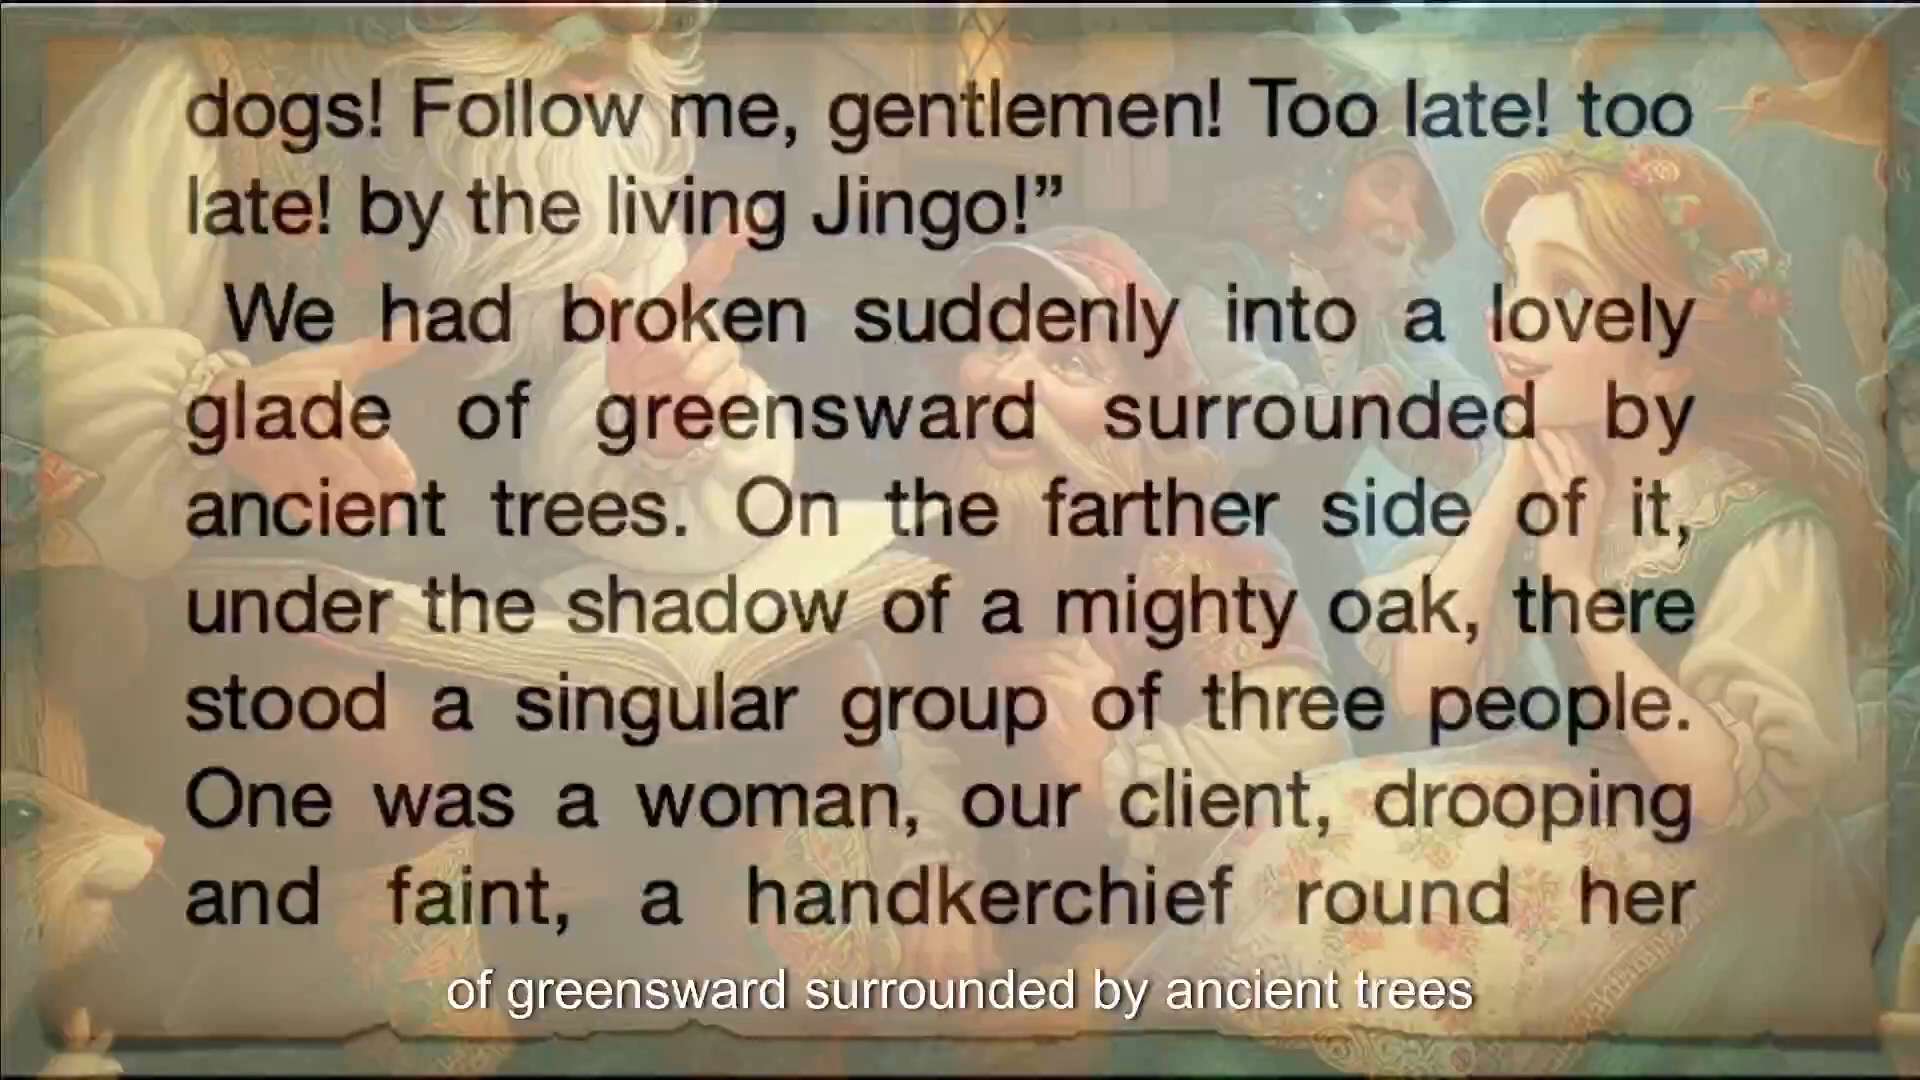 dogs! Follow me, gentlemen! Too late! too
late! by the living Jingo!”
We had broken suddenly into a lovely
glade of greensward surrounded by
ancient trees. On the farther side of it,
under the shadow of a mighty oak, there
stood a singular group of three people.
One was a woman, our client, drooping
and faint, a handkerchief round her
of greensward surrounded by ancient trees